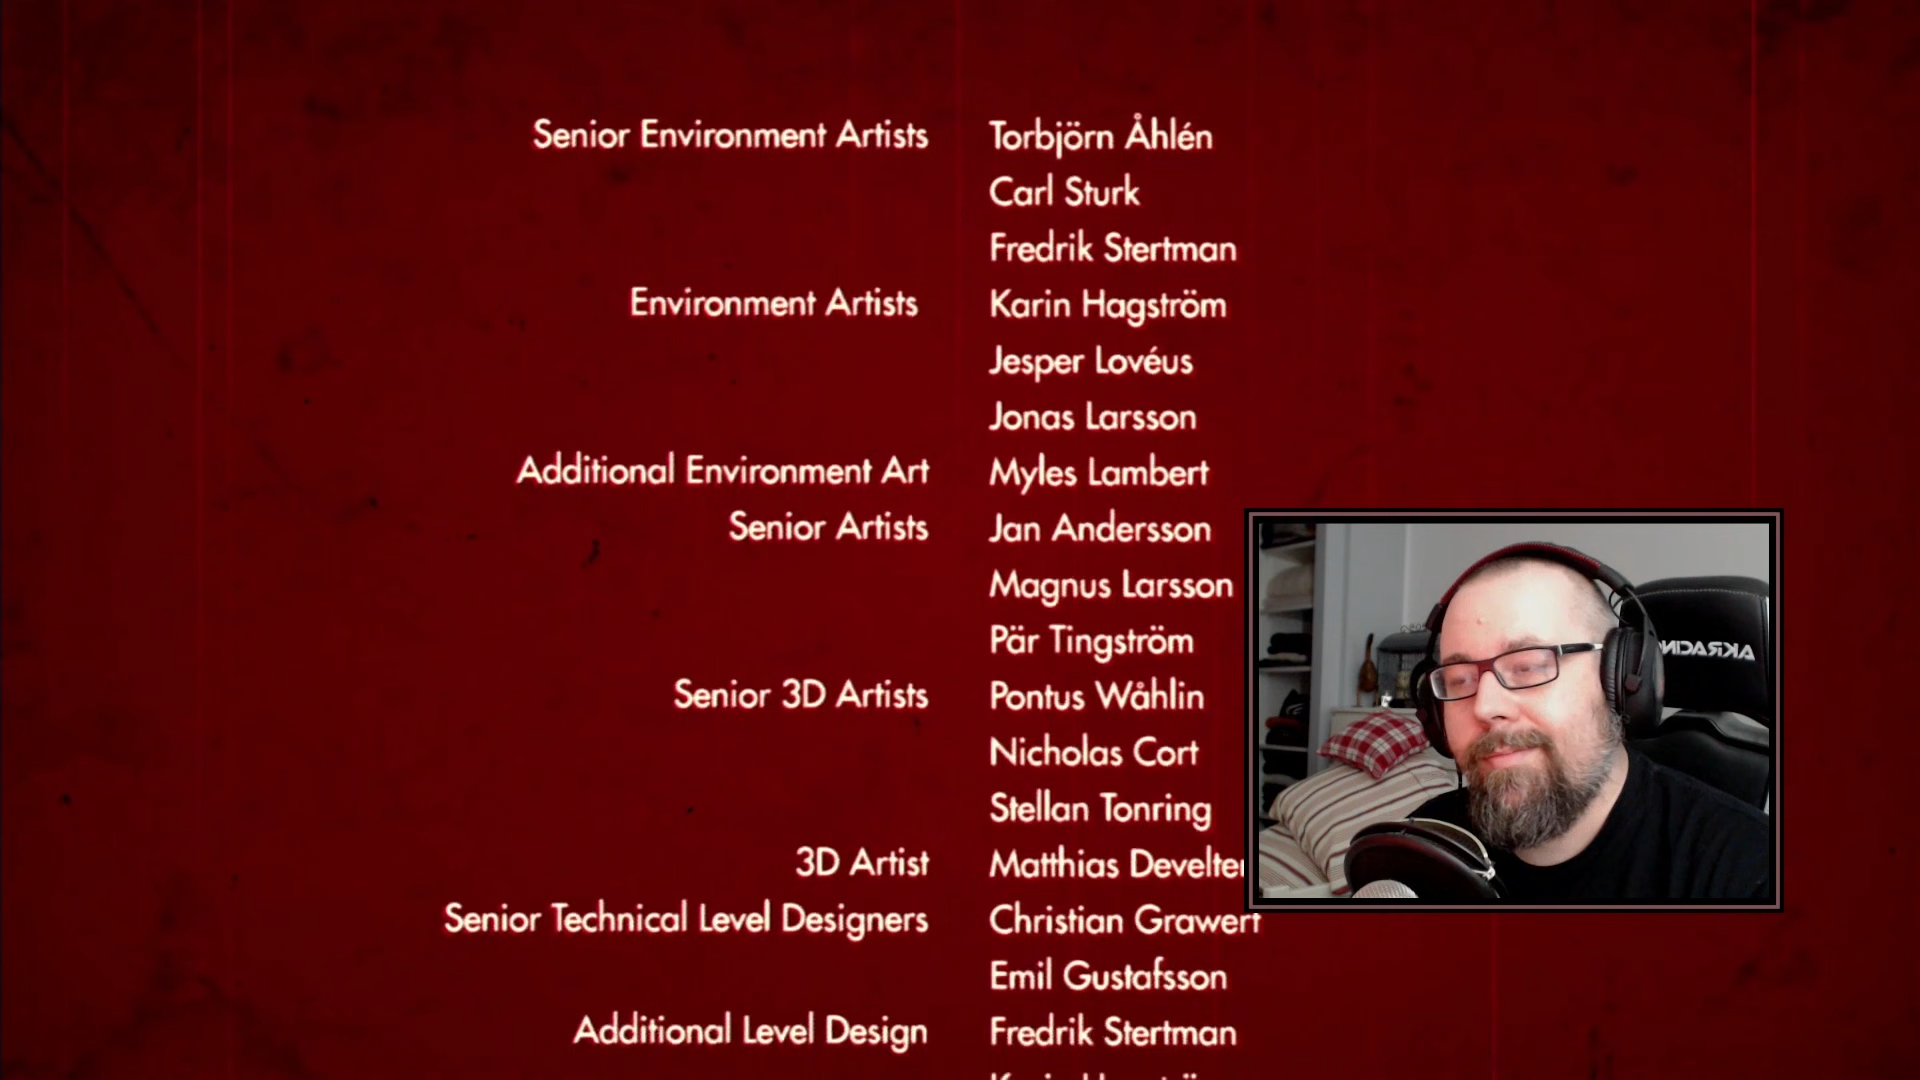 Senior Environment Artists Torbjörn Åhlén
Carl Sturk
Fredrik Stertman
Environment Artists Karin Hagström
Jesper Lovéus
Jonas Larsson
Additional Environment Art Myles Lambert
Senior Artists Jan Andersson
Magnus Larsson
Pär Tingström
Senior 3D Artists Pontus Wåhlin
Nicholas Cort
Stellan Tonring
3D Artist Matthias
Senior Technical Level Designers Christian Grawert
Emil Gustafsson
Additional Level Design Fredrik Stertman